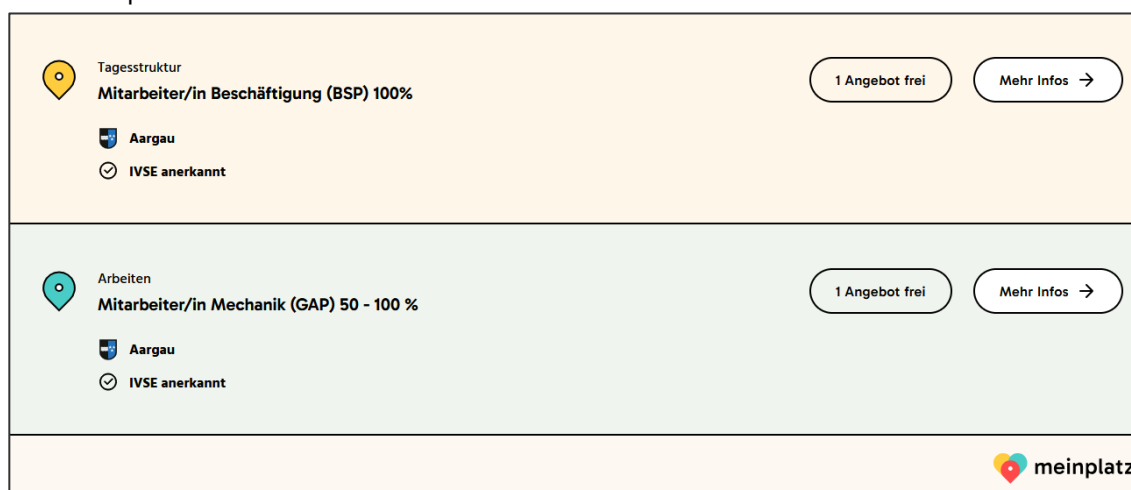 Tagesstruktur
Mitarbeiter/in Beschäftigung (BSP) 100%
1 Angebot frei
Mehr Infos →
Aargau
IVSE anerkannt
Arbeiten
Mitarbeiter/in Mechanik (GAP) 50 - 100 %
1 Angebot frei
Mehr Infos →
Aargau
IVSE anerkannt
meinplatz